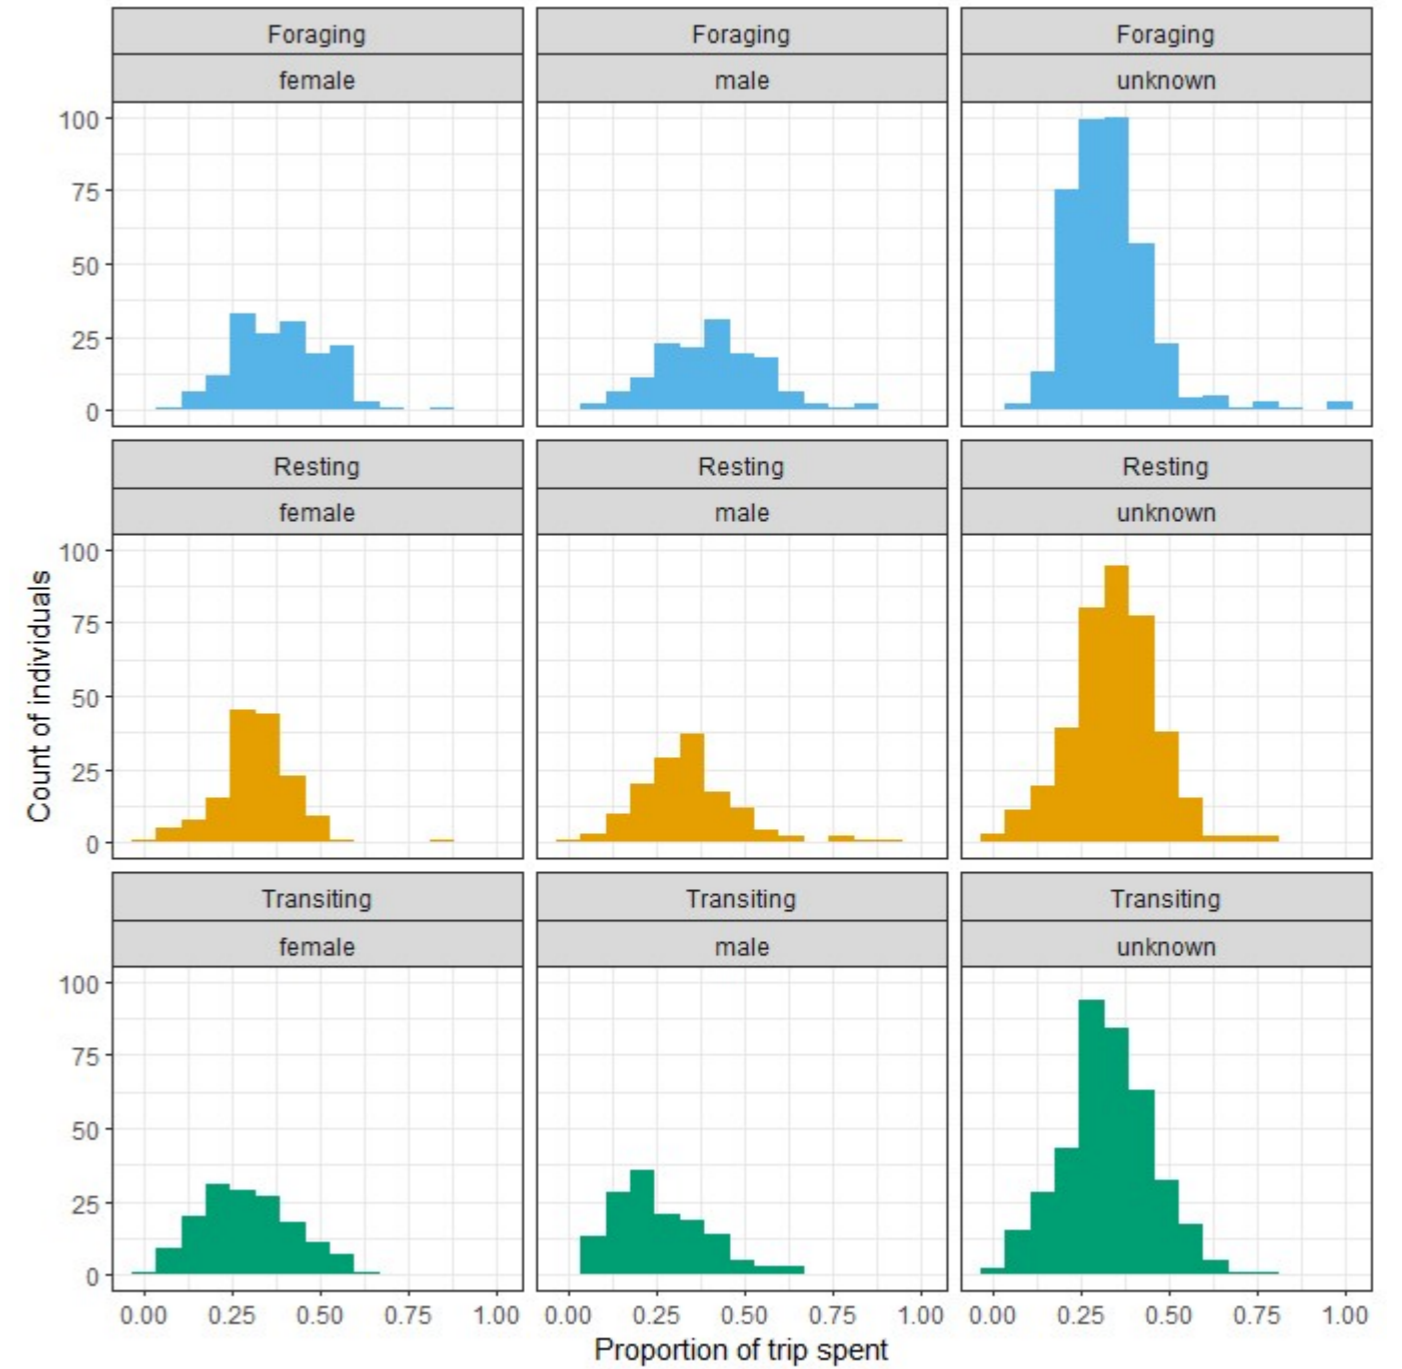 Foraging Foraging Foraging
female male unknown
100
75
50
25
0
Resting Resting Resting
female male unknown
100
75
50
25
0
Count of individuals
Transiting Transiting Transiting
female male unknown
100
75
50
25
0
0.00 0.25 0.50 0.75 1.00 0.00 0.25 0.50 0.75 1.00 0.00 0.25 0.50 0.75 1.00
Proportion of trip spent